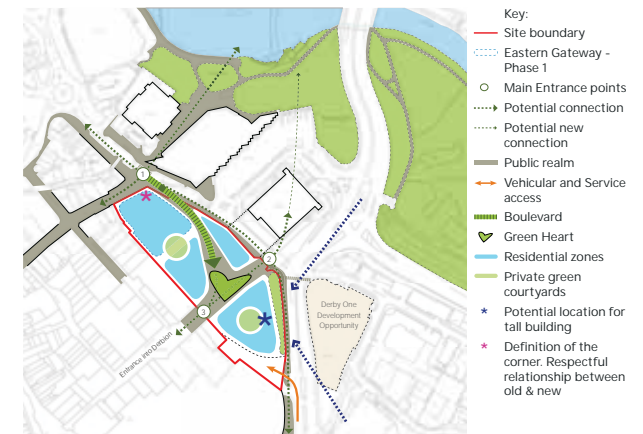 Key:
Site boundary
Eastern Gateway -
Phase 1
Main Entrance points
Potential connection
Potential new
connection
Public realm
Vehicular and Service
access
Boulevard
Green Heart
Residential zones
Private green
courtyards
Potential location for
tall building
Definition of the
corner. Respectful
relationship between
old & new
1
2
3
Derby One
Development
Opportunity
Entrance into Derbion